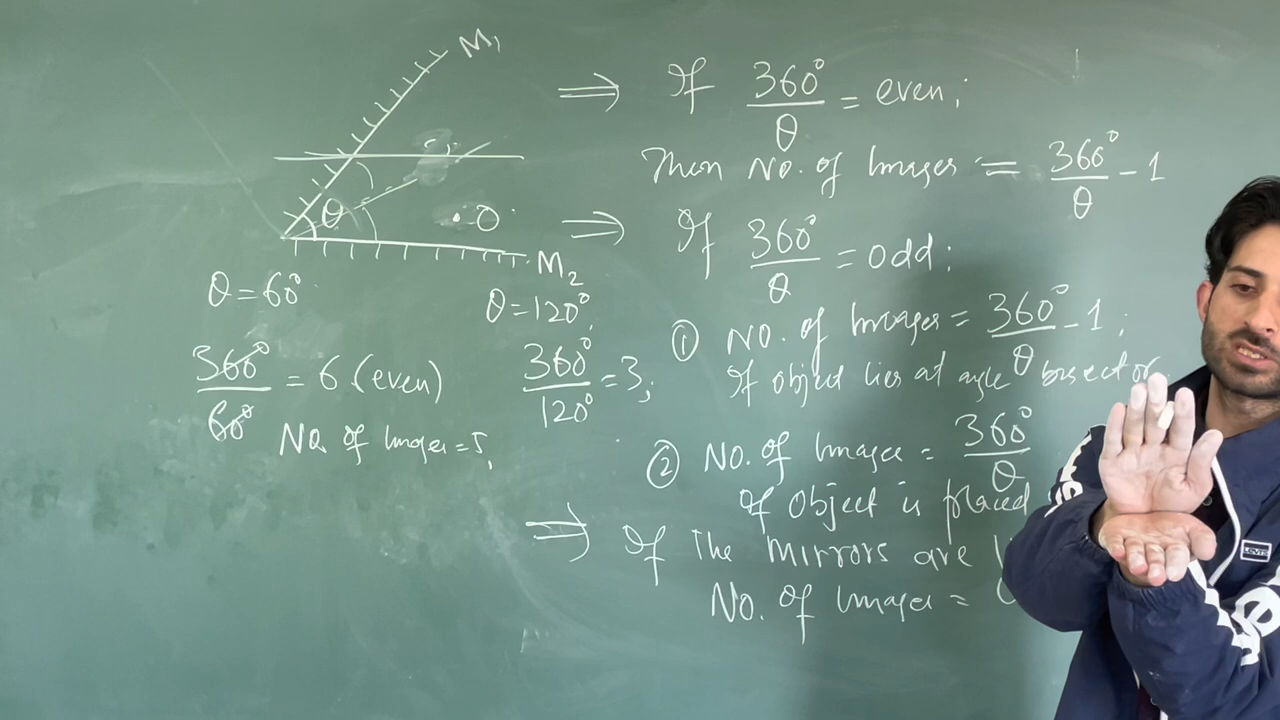 M₁
θ
O
M₂
θ = 60°
360°/60° = 6 (even)
No. of Images = 5,
θ = 120°,
360°/120° = 3;
⇒ If 360°/θ = even;
Then No. of Images = 360°/θ - 1
⇒ If 360°/θ = odd;
① No. of Images = 360°/θ - 1;
If object lies at angle bisector
② No. of Images = 360°/θ
If object is placed
⇒ If The Mirrors are
No. of Images =
LEVI'S